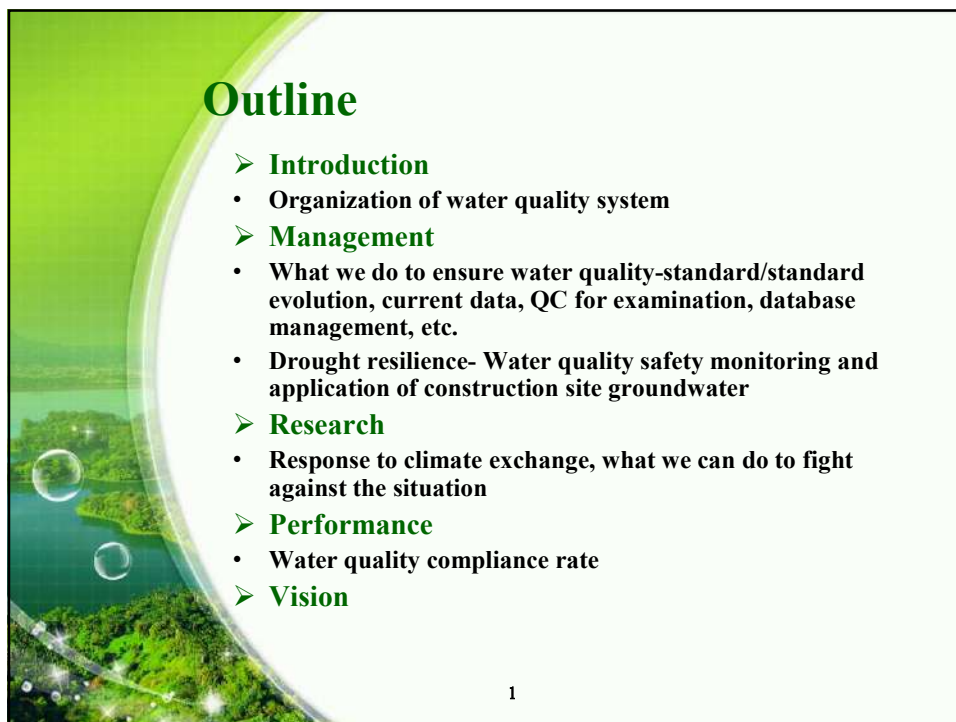 Outline
➢ Introduction
• Organization of water quality system
➢ Management
• What we do to ensure water quality-standard/standard
evolution, current data, QC for examination, database
management, etc.
• Drought resilience- Water quality safety monitoring and
application of construction site groundwater
➢ Research
• Response to climate exchange, what we can do to fight
against the situation
➢ Performance
• Water quality compliance rate
➢ Vision
1